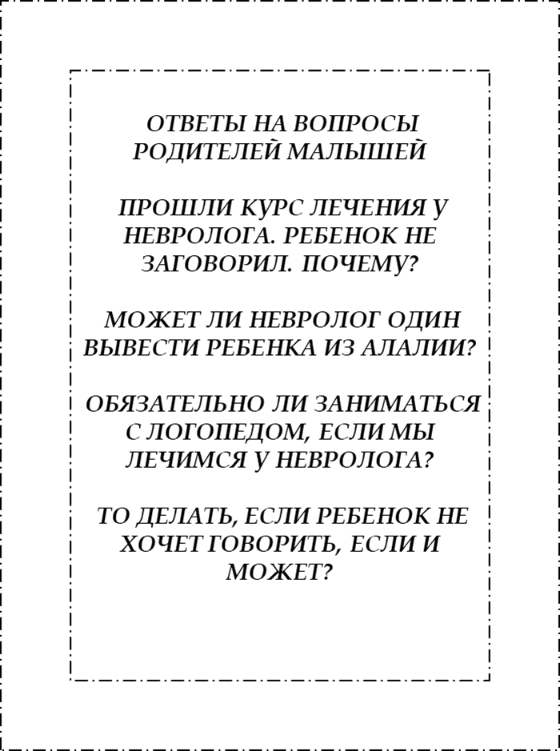 ОТВЕТЫ НА ВОПРОСЫ
РОДИТЕЛЕЙ МАЛЫШЕЙ
ПРОШЛИ КУРС ЛЕЧЕНИЯ У
НЕВРОЛОГА. РЕБЕНОК НЕ
ЗАГОВОРИЛ. ПОЧЕМУ?
МОЖЕТ ЛИ НЕВРОЛОГ ОДИН
ВЫВЕСТИ РЕБЕНКА ИЗ АЛАЛИИ?
ОБЯЗАТЕЛЬНО ЛИ ЗАНИМАТЬСЯ
С ЛОГОПЕДОМ, ЕСЛИ МЫ
ЛЕЧИМСЯ У НЕВРОЛОГА?
ТО ДЕЛАТЬ, ЕСЛИ РЕБЕНОК НЕ
ХОЧЕТ ГОВОРИТЬ, ЕСЛИ И
МОЖЕТ?